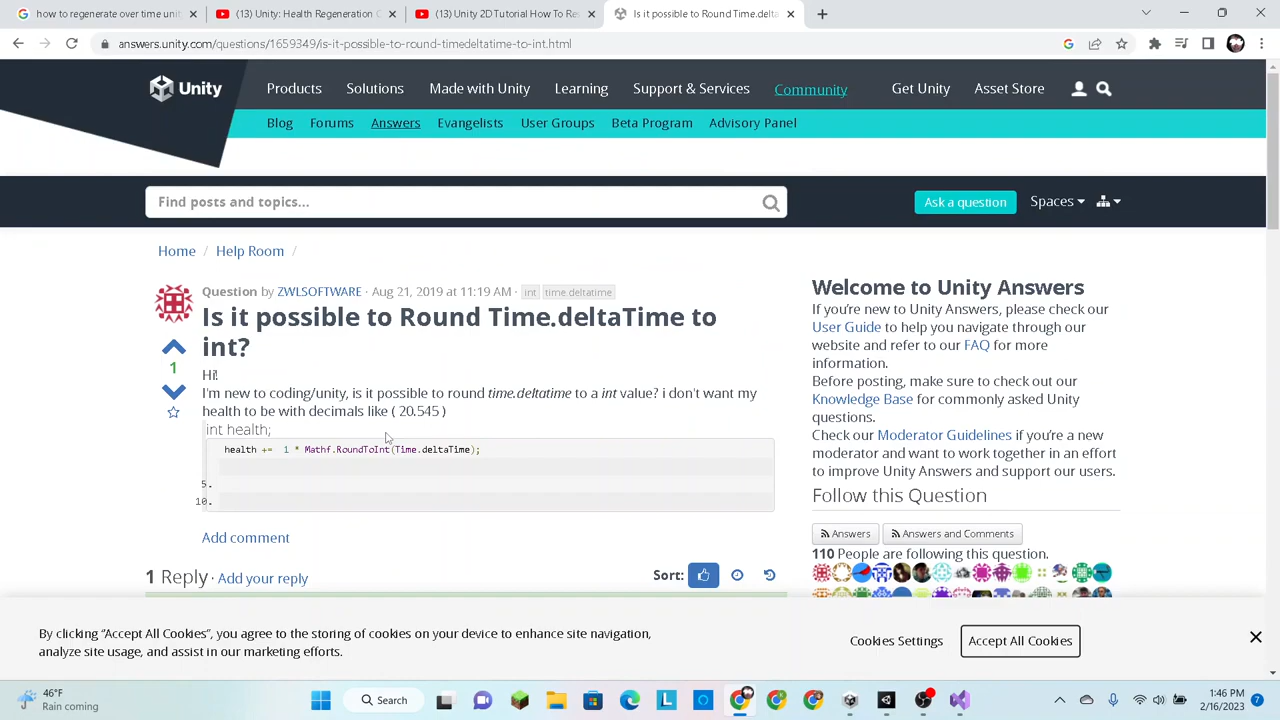 how to regenerate over time unit
(13) Unity: Health Regeneration C
(13) Unity 2D Tutorial How To Re
Is it possible to Round Time.delta
answers.unity.com/questions/1659349/is-it-possible-to-round-timedeltatime-to-int.html
Unity
Products Solutions Made with Unity Learning Support & Services Community Get Unity Asset Store
Blog Forums Answers Evangelists User Groups Beta Program Advisory Panel
Find posts and topics...
Ask a question
Spaces
Home / Help Room /
Question by ZWLSOFTWARE · Aug 21, 2019 at 11:19 AM · int time.deltatime
Is it possible to Round Time.deltaTime to
int?
1
Hi!
I'm new to coding/unity, is it possible to round time.deltatime to a int value? i don't want my
health to be with decimals like ( 20.545 )
int health;
health += 1 * Mathf.RoundToInt(Time.deltaTime);
5.
10.
Add comment
1 Reply · Add your reply
Sort:
Welcome to Unity Answers
If you're new to Unity Answers, please check our
User Guide to help you navigate through our
website and refer to our FAQ for more
information.
Before posting, make sure to check out our
Knowledge Base for commonly asked Unity
questions.
Check our Moderator Guidelines if you're a new
moderator and want to work together in an effort
to improve Unity Answers and support our users.
Follow this Question
Answers Answers and Comments
110 People are following this question.
By clicking "Accept All Cookies", you agree to the storing of cookies on your device to enhance site navigation,
analyze site usage, and assist in our marketing efforts.
Cookies Settings
Accept All Cookies
46°F
Rain coming
Search
1:46 PM
2/16/2023
7